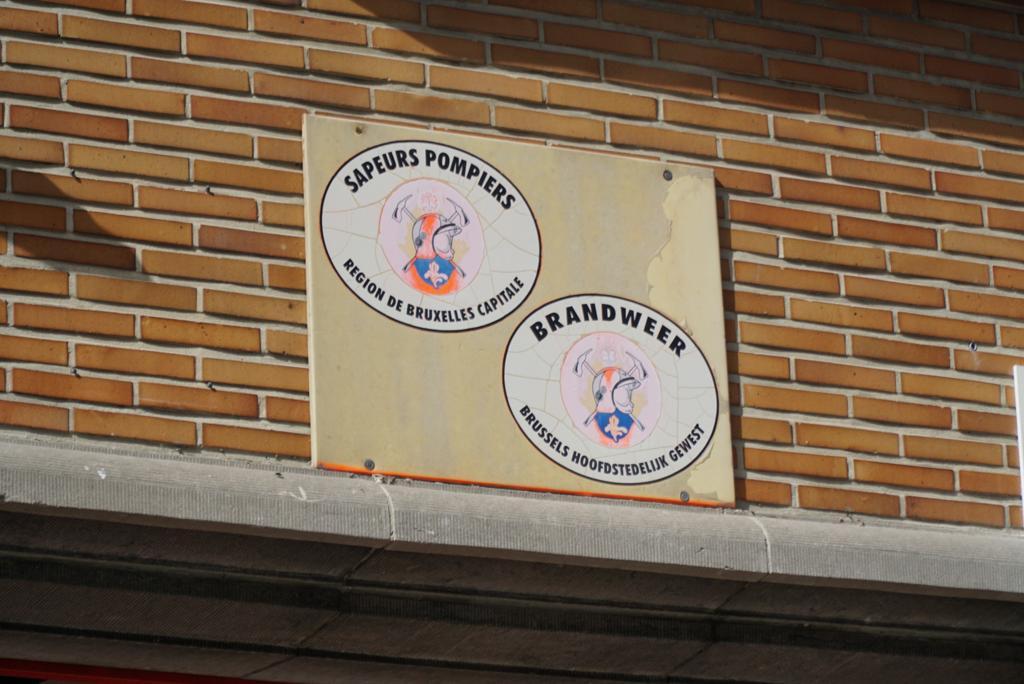 SAPEURS POMPIERS
REGION DE BRUXELLES CAPITALE
BRANDWEER
BRUSSELS HOOFDSTEDELIJK GEWEST